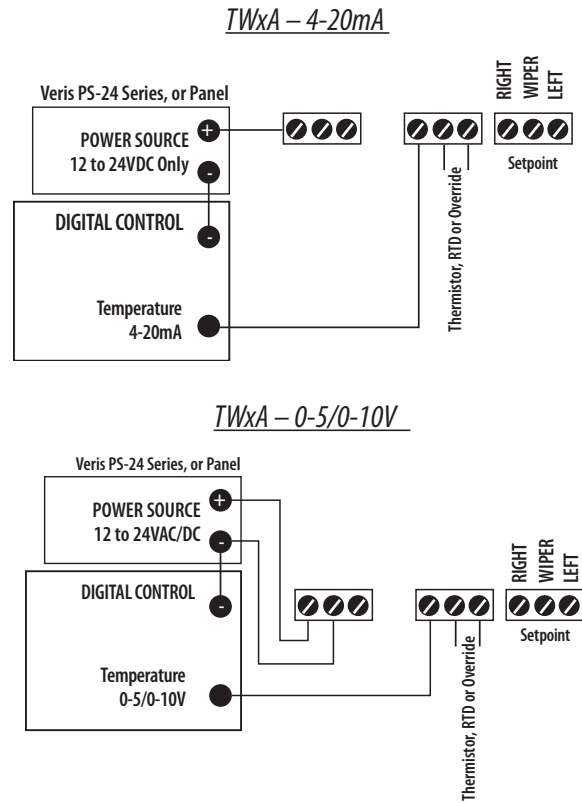 TWxA – 4-20mA
Veris PS-24 Series, or Panel
POWER SOURCE
12 to 24VDC Only
+
-
DIGITAL CONTROL
-
Temperature
4-20mA
Thermistor, RTD or Override
RIGHT
WIPER
LEFT
Setpoint
TWxA – 0-5/0-10V
Veris PS-24 Series, or Panel
POWER SOURCE
12 to 24VAC/DC
+
-
DIGITAL CONTROL
-
Temperature
0-5/0-10V
Thermistor, RTD or Override
RIGHT
WIPER
LEFT
Setpoint